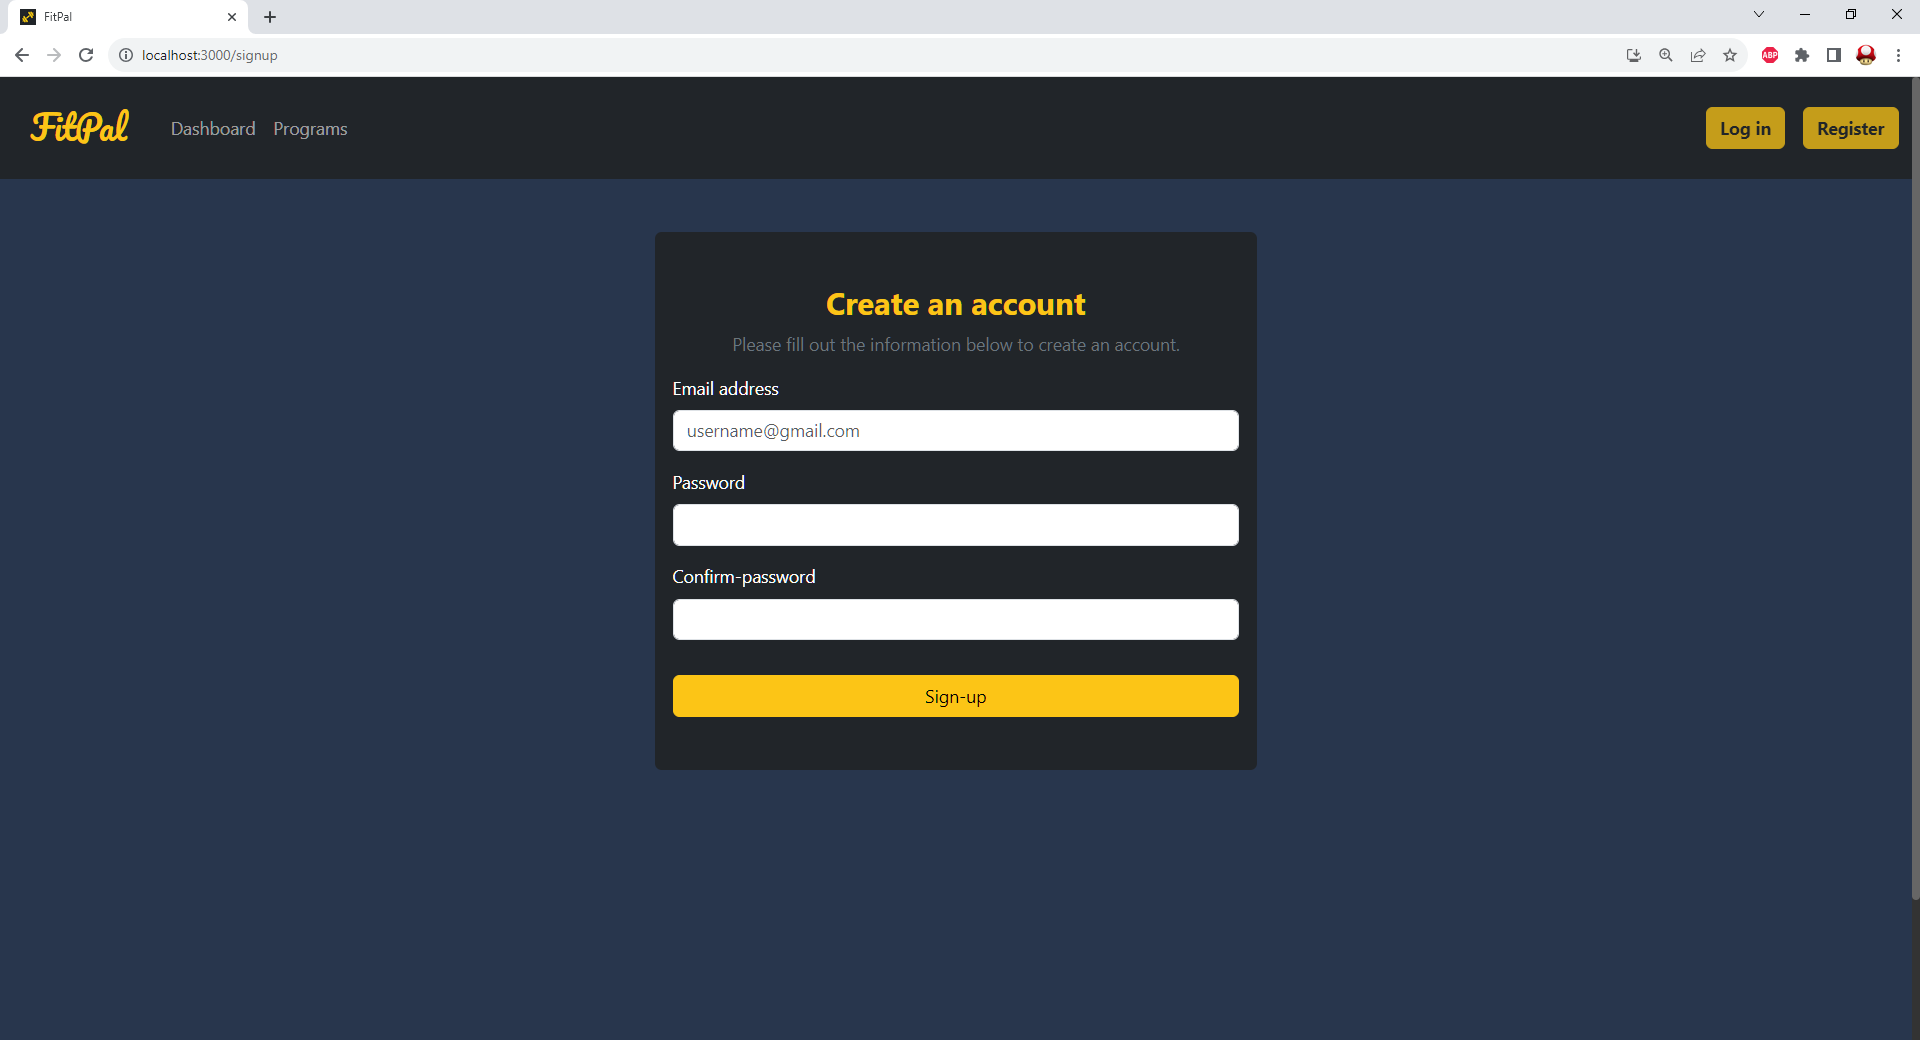 FitPal
localhost:3000/signup
ABP
FitPal Dashboard Programs Log in Register
Create an account
Please fill out the information below to create an account.
Email address
username@gmail.com
Password
Confirm-password
Sign-up